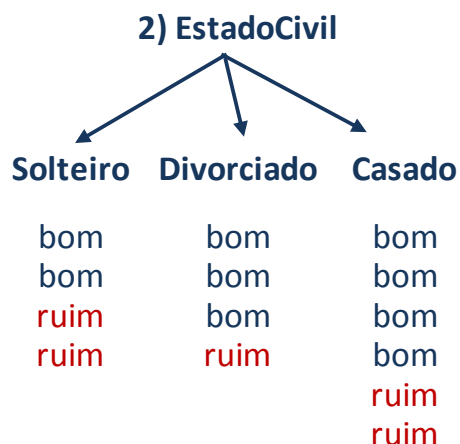 2) EstadoCivil
Solteiro Divorciado Casado
bom bom bom
bom bom bom
ruim bom bom
ruim ruim bom
ruim
ruim